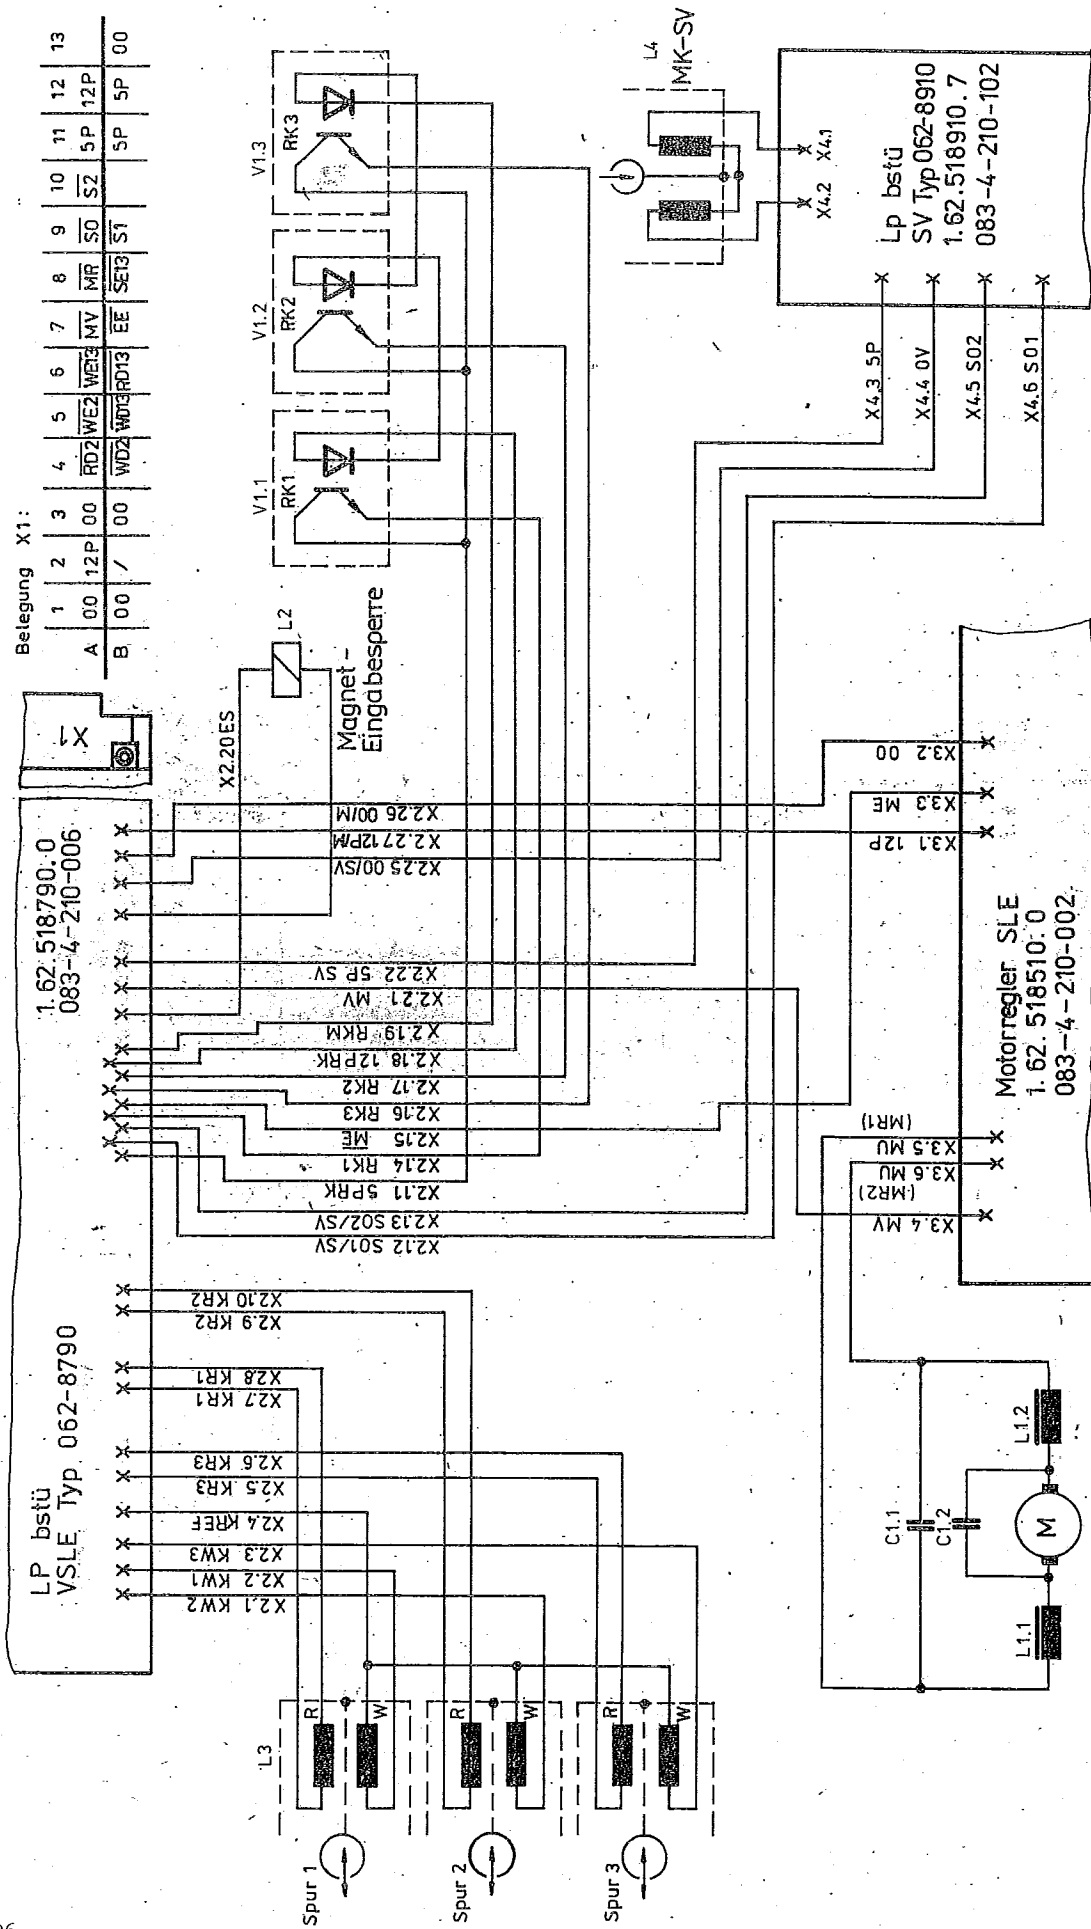 Belegung X1:
1 2 3 4 5 6 7 8 9 10 11 12 13
A 00 12P 00 RD2 WE2 WE13 MV MR S0 S2 5P 12P
B 00 / 00 WD2 WD13 RD13 EE SE13 S1 5P 5P 00
X1
LP bstü
VSLE Typ 062-8790
1.62.518790.0
083-4-210-006
X2.1 KW2
X2.2 KW1
X2.3 KW3
X2.4 KREF
X2.5 KR3
X2.6 KR3
X2.7 KR1
X2.8 KR1
X2.9 KR2
X2.10 KR2
X2.12 S01/SV
X2.13 S02/SV
X2.11 5PRK
X2.14 RK1
X2.15 ME
X2.16 RK3
X2.17 RK2
X2.18 12PRK
X2.19 RKM
X2.21 MV
X2.22 5P SV
X2.25 00/SV
X2.27 12P/M
X2.26 00/M
X2.20ES
L2
Magnet-
Eingabesperre
V1.1
RK1
V1.2
RK2
V1.3
RK3
L4
MK-SV
X4.2
X4.1
Lp bstü
SV Typ 062-8910
1.62.518910.7
083-4-210-102
X4.3 5P
X4.4 0V
X4.5 S02
X4.6 S01
L3
Spur 1
R
W
Spur 2
R
W
Spur 3
R
W
X3.4 MV
(MR2)
X3.6 MU
X3.5 MU
(MR1)
X3.1 12P
X3.3 ME
X3.2 00
Motorregler SLE
1.62.518510.0
083-4-210-002
C1.1
C1.2
L1.1
M
L1.2